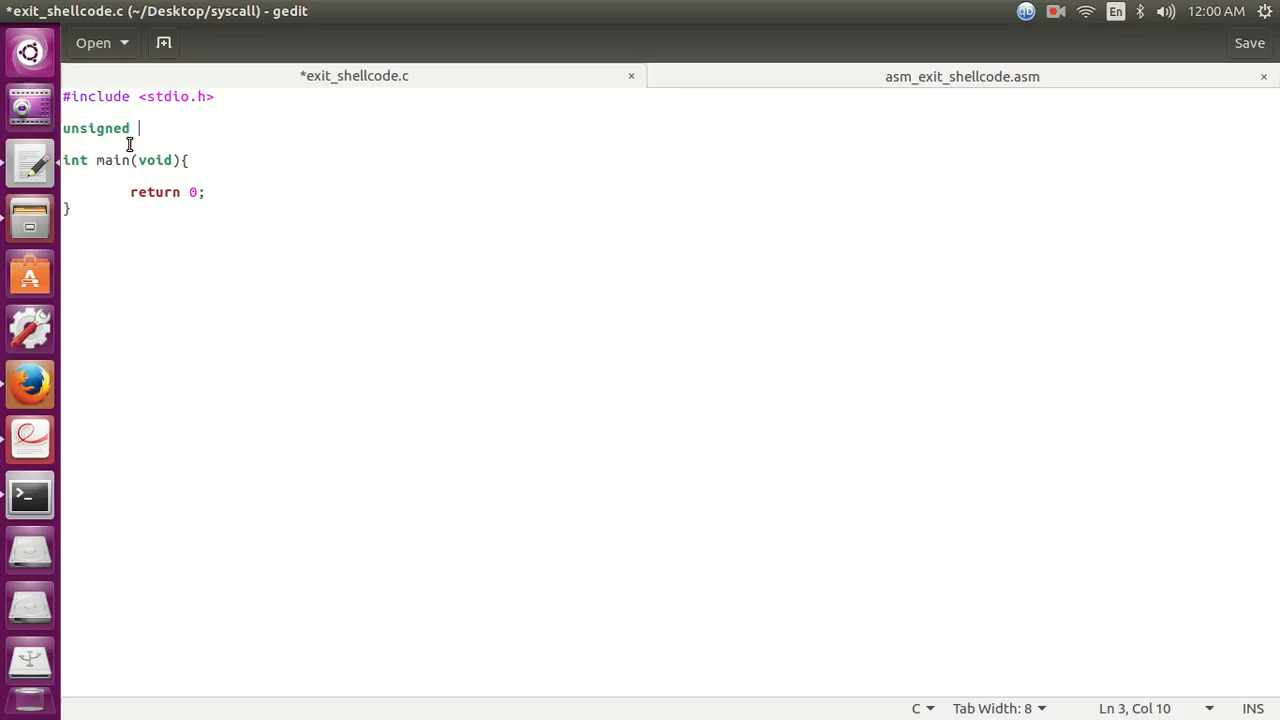 *exit_shellcode.c (~/Desktop/syscall) - gedit
En
12:00 AM
Open
Save
*exit_shellcode.c ×
asm_exit_shellcode.asm ×
#include <stdio.h>
unsigned
int main(void){
return 0;
}
C
Tab Width: 8
Ln 3, Col 10
INS